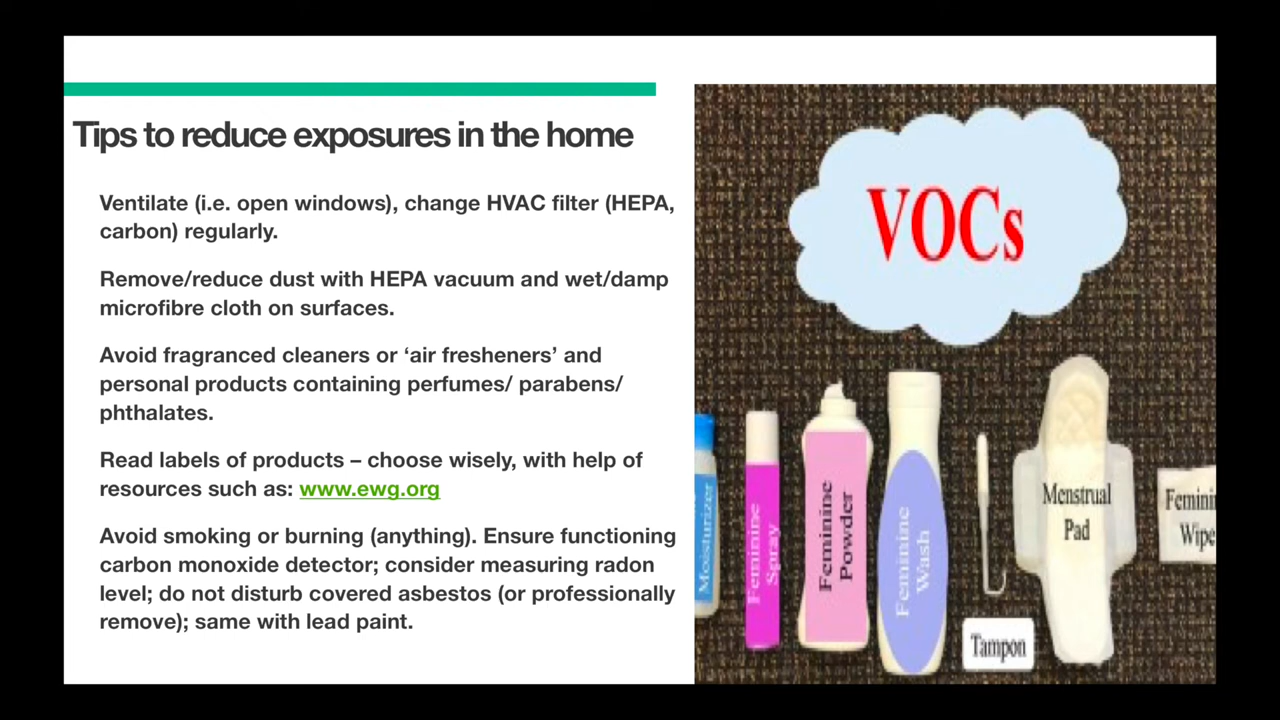 Tips to reduce exposures in the home
Ventilate (i.e. open windows), change HVAC filter (HEPA,
carbon) regularly.
Remove/reduce dust with HEPA vacuum and wet/damp
microfibre cloth on surfaces.
Avoid fragranced cleaners or ‘air fresheners’ and
personal products containing perfumes/ parabens/
phthalates.
Read labels of products – choose wisely, with help of
resources such as: www.ewg.org
Avoid smoking or burning (anything). Ensure functioning
carbon monoxide detector; consider measuring radon
level; do not disturb covered asbestos (or professionally
remove); same with lead paint.
VOCs
Moisturizer
Feminine
Spray
Feminine
Powder
Feminine
Wash
Tampon
Menstrual
Pad
Feminin
Wipe